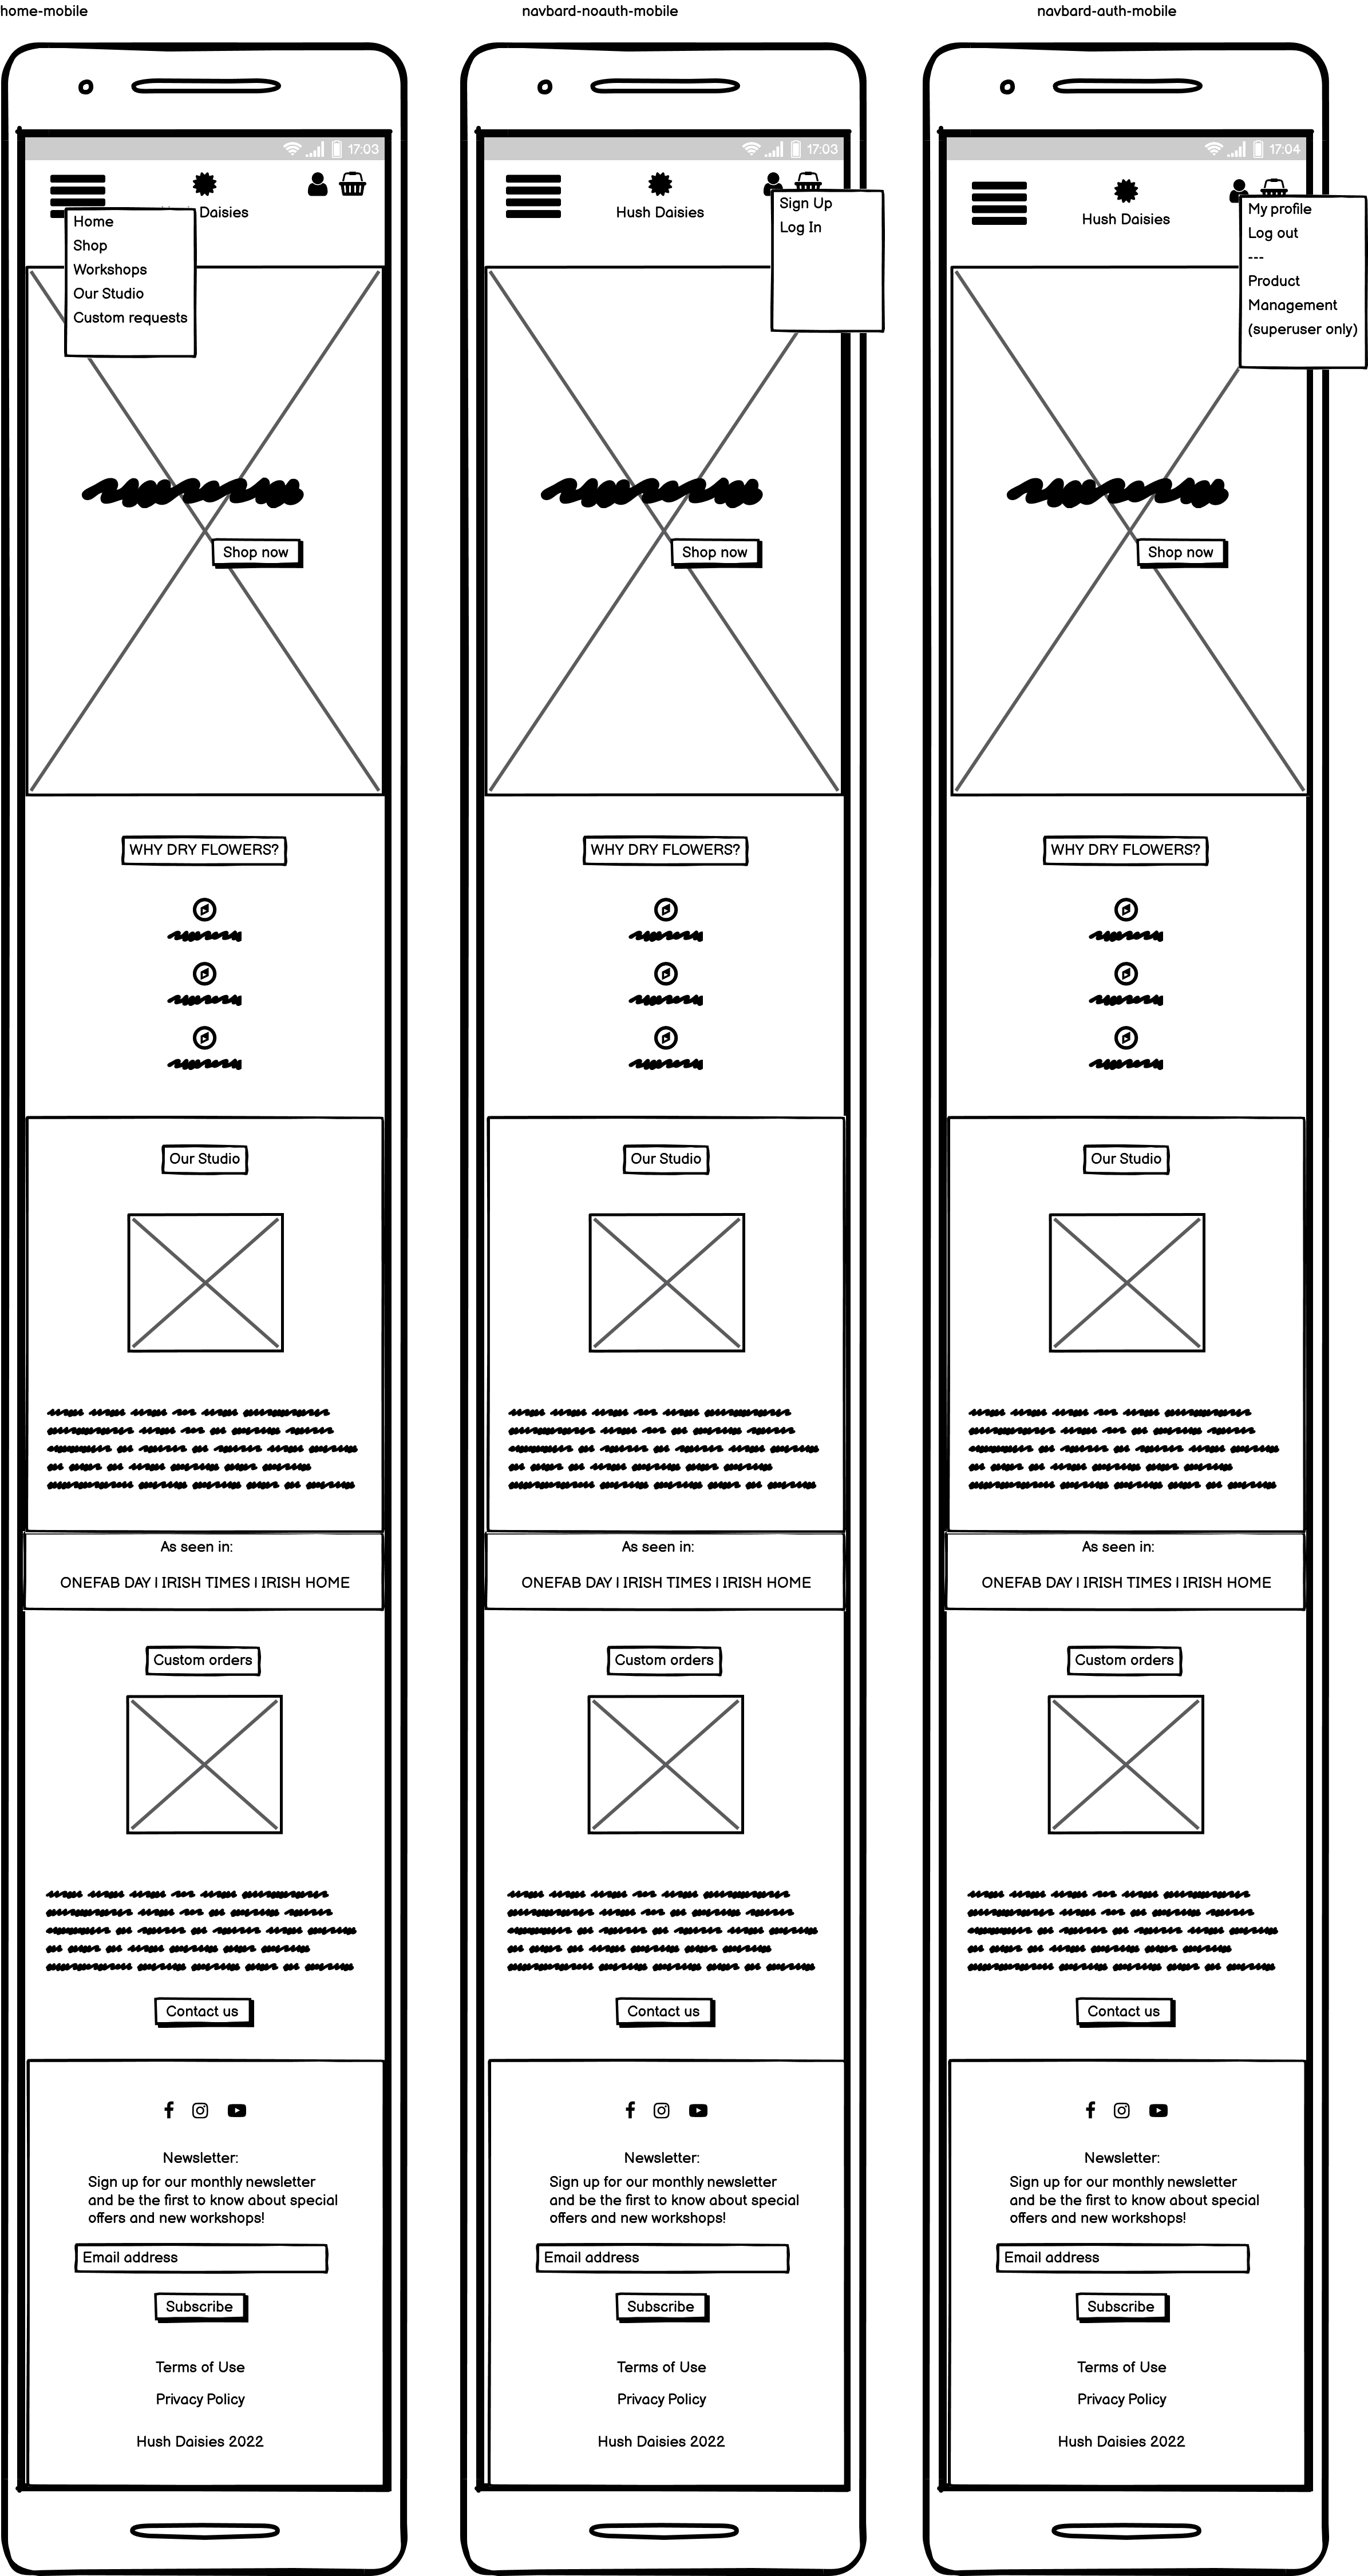 home-mobile
17:03
Daisies
Home
Shop
Workshops
Our Studio
Custom requests
Shop now
WHY DRY FLOWERS?
Our Studio
As seen in:
ONEFAB DAY | IRISH TIMES | IRISH HOME
Custom orders
Contact us
Newsletter:
Sign up for our monthly newsletter
and be the first to know about special
offers and new workshops!
Email address
Subscribe
Terms of Use
Privacy Policy
Hush Daisies 2022
navbard-noauth-mobile
17:03
Hush Daisies
Sign Up
Log In
Shop now
WHY DRY FLOWERS?
Our Studio
As seen in:
ONEFAB DAY | IRISH TIMES | IRISH HOME
Custom orders
Contact us
Newsletter:
Sign up for our monthly newsletter
and be the first to know about special
offers and new workshops!
Email address
Subscribe
Terms of Use
Privacy Policy
Hush Daisies 2022
navbard-auth-mobile
17:04
Hush Daisies
My profile
Log out
---
Product
Management
(superuser only)
Shop now
WHY DRY FLOWERS?
Our Studio
As seen in:
ONEFAB DAY | IRISH TIMES | IRISH HOME
Custom orders
Contact us
Newsletter:
Sign up for our monthly newsletter
and be the first to know about special
offers and new workshops!
Email address
Subscribe
Terms of Use
Privacy Policy
Hush Daisies 2022